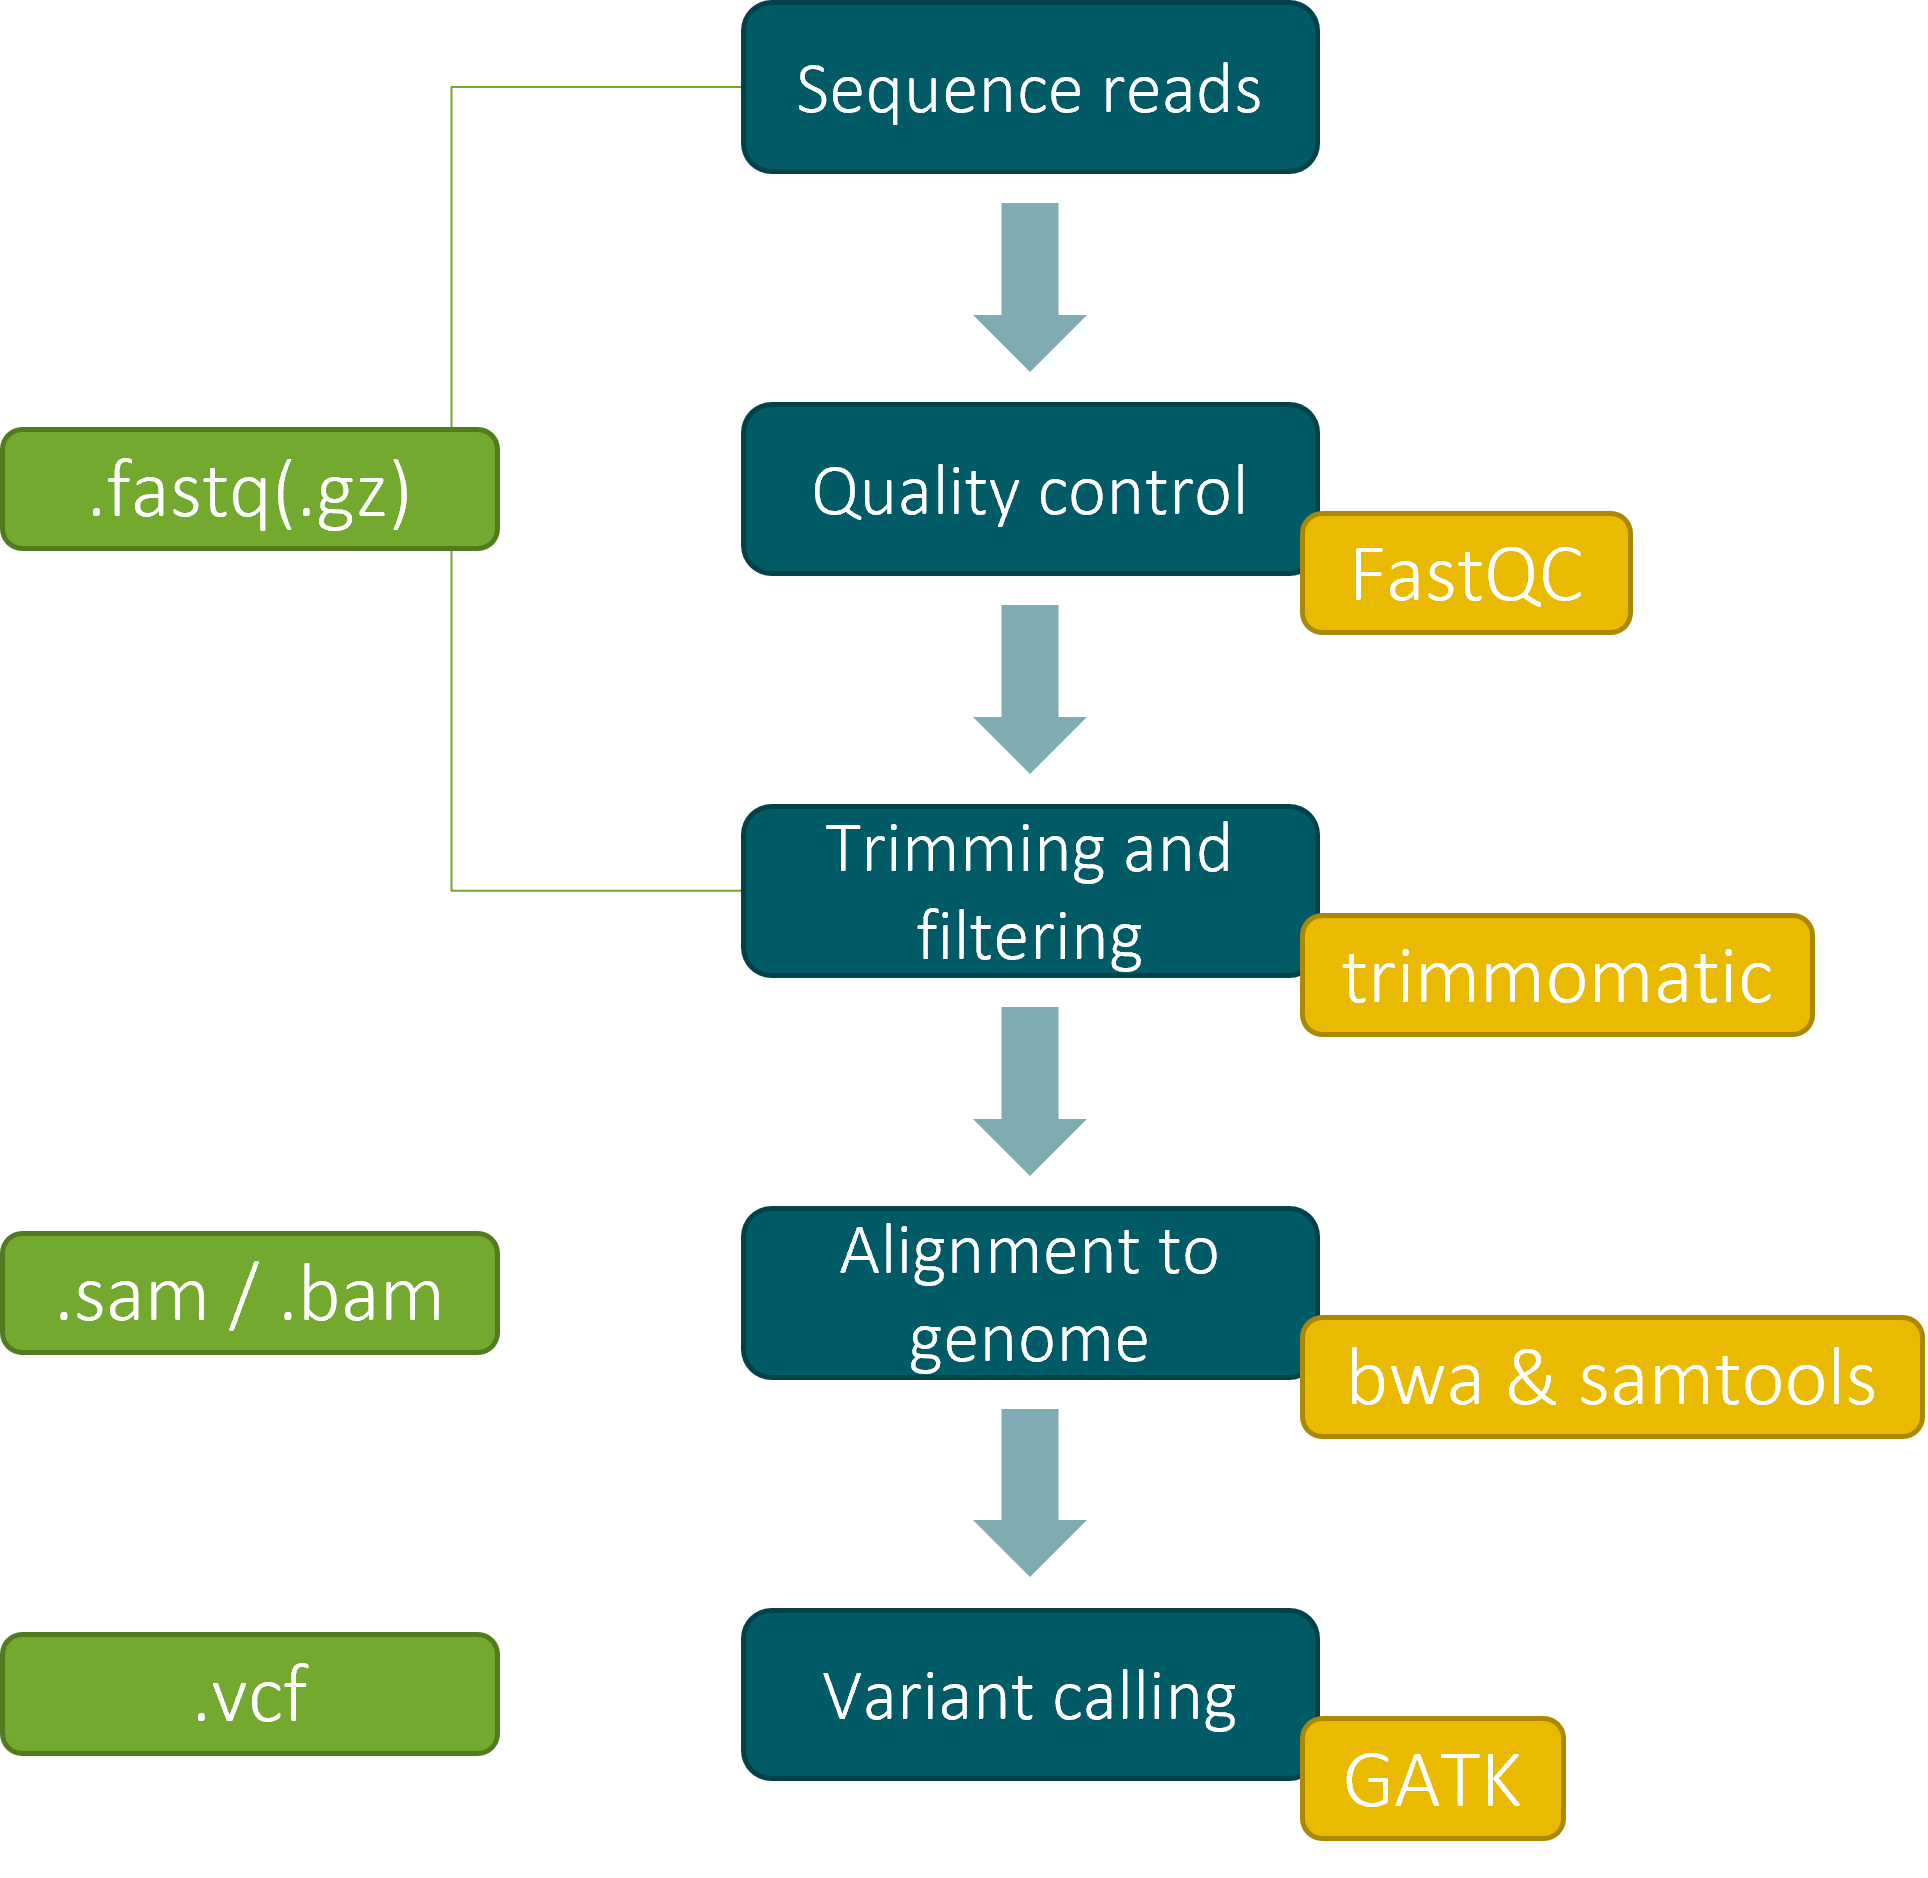 Sequence reads
.fastq(.gz)
Quality control
FastQC
Trimming and
filtering
trimmomatic
.sam / .bam
Alignment to
genome
bwa & samtools
.vcf
Variant calling
GATK